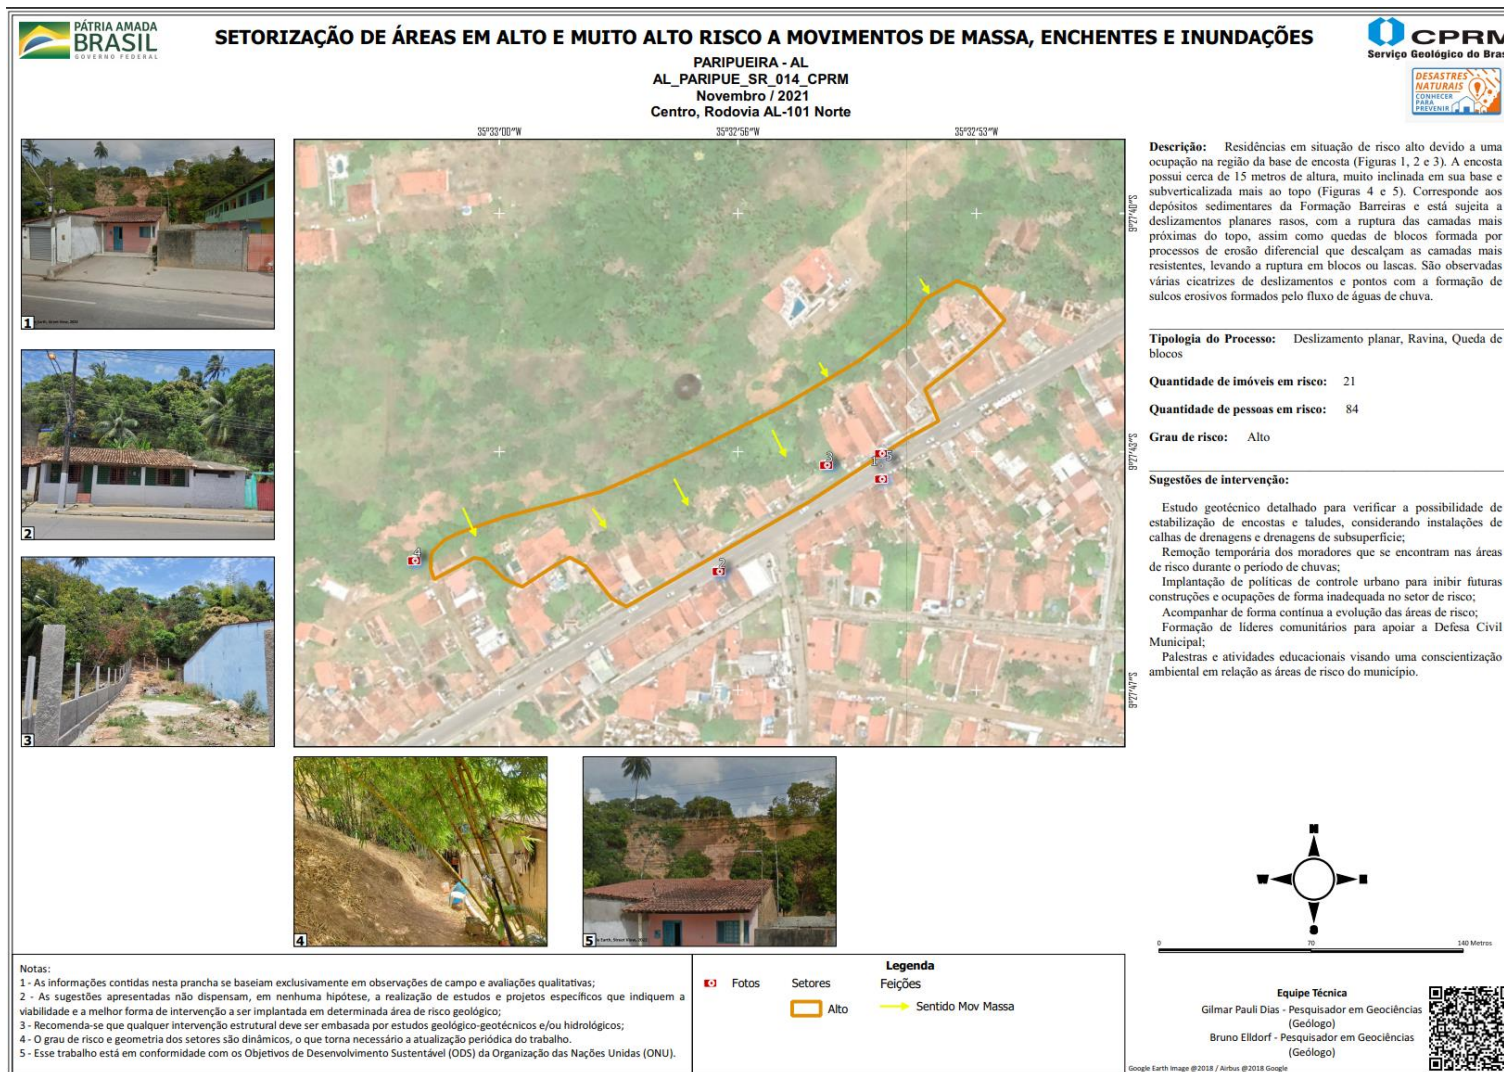 PÁTRIA AMADA
BRASIL
GOVERNO FEDERAL
SETORIZAÇÃO DE ÁREAS EM ALTO E MUITO ALTO RISCO A MOVIMENTOS DE MASSA, ENCHENTES E INUNDAÇÕES
PARIPUEIRA - AL
AL_PARIPUE_SR_014_CPRM
Novembro / 2021
Centro, Rodovia AL-101 Norte
CPRM
Serviço Geológico do Bras
DESASTRES
NATURAIS
CONHECER
PARA
PREVENIR
35°33'00"W
35°32'56"W
35°32'53"W
9°27'40"S
9°27'43"S
9°27'47"S
1
2
3
4
5
3
5
1
2
4
Descrição: Residências em situação de risco alto devido a uma
ocupação na região da base de encosta (Figuras 1, 2 e 3). A encosta
possui cerca de 15 metros de altura, muito inclinada em sua base e
subverticalizada mais ao topo (Figuras 4 e 5). Corresponde aos
depósitos sedimentares da Formação Barreiras e está sujeita a
deslizamentos planares rasos, com a ruptura das camadas mais
próximas do topo, assim como quedas de blocos formada por
processos de erosão diferencial que descalçam as camadas mais
resistentes, levando a ruptura em blocos ou lascas. São observadas
várias cicatrizes de deslizamentos e pontos com a formação de
sulcos erosivos formados pelo fluxo de águas de chuva.
Tipologia do Processo: Deslizamento planar, Ravina, Queda de
blocos
Quantidade de imóveis em risco: 21
Quantidade de pessoas em risco: 84
Grau de risco: Alto
Sugestões de intervenção:
Estudo geotécnico detalhado para verificar a possibilidade de
estabilização de encostas e taludes, considerando instalações de
calhas de drenagens e drenagens de subsuperfície;
Remoção temporária dos moradores que se encontram nas áreas
de risco durante o período de chuvas;
Implantação de políticas de controle urbano para inibir futuras
construções e ocupações de forma inadequada no setor de risco;
Acompanhar de forma contínua a evolução das áreas de risco;
Formação de líderes comunitários para apoiar a Defesa Civil
Municipal;
Palestras e atividades educacionais visando uma conscientização
ambiental em relação as áreas de risco do município.
0 70 140 Metros
Notas:
1 - As informações contidas nesta prancha se baseiam exclusivamente em observações de campo e avaliações qualitativas;
2 - As sugestões apresentadas não dispensam, em nenhuma hipótese, a realização de estudos e projetos específicos que indiquem a
viabilidade e a melhor forma de intervenção a ser implantada em determinada área de risco geológico;
3 - Recomenda-se que qualquer intervenção estrutural deve ser embasada por estudos geológico-geotécnicos e/ou hidrológicos;
4 - O grau de risco e geometria dos setores são dinâmicos, o que torna necessário a atualização periódica do trabalho.
5 - Esse trabalho está em conformidade com os Objetivos de Desenvolvimento Sustentável (ODS) da Organização das Nações Unidas (ONU).
Legenda
Fotos
Setores
Alto
Feições
Sentido Mov Massa
Equipe Técnica
Gilmar Pauli Dias - Pesquisador em Geociências
(Geólogo)
Bruno Elldorf - Pesquisador em Geociências
(Geólogo)
Google Earth Image @2018 / Airbus @2018 Google